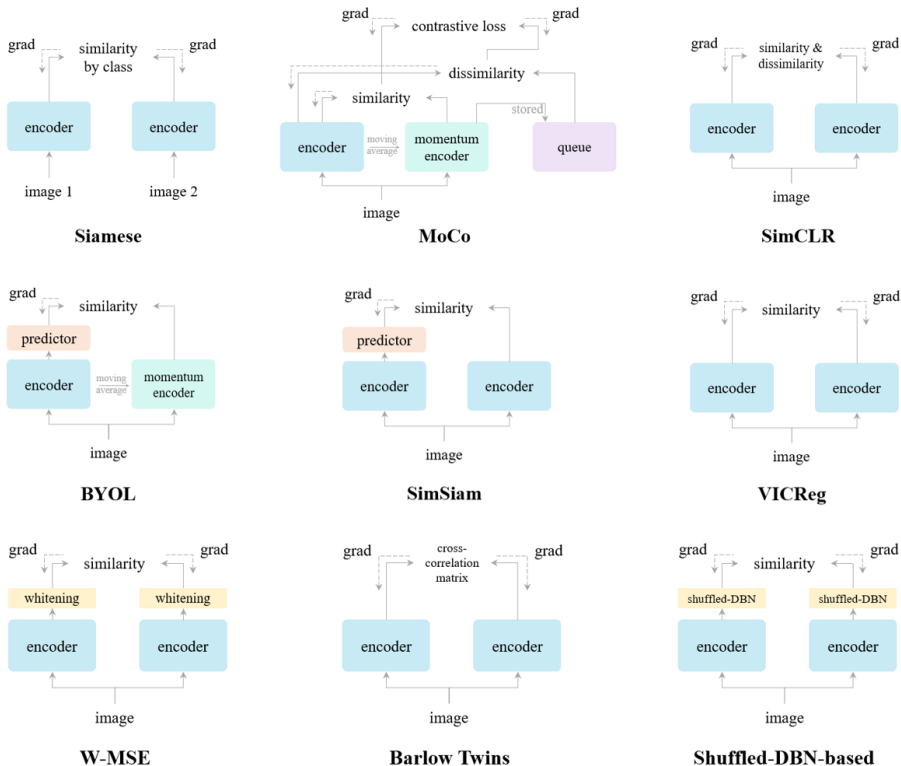 grad
similarity
by class
grad
encoder
encoder
image 1
image 2
Siamese
grad
contrastive loss
grad
dissimilarity
similarity
stored
encoder
moving
average
momentum
encoder
queue
image
MoCo
grad
similarity &
dissimilarity
grad
encoder
encoder
image
SimCLR
grad
similarity
predictor
encoder
moving
average
momentum
encoder
image
BYOL
grad
similarity
predictor
encoder
encoder
image
SimSiam
grad
similarity
grad
encoder
encoder
image
VICReg
grad
similarity
grad
whitening
whitening
encoder
encoder
image
W-MSE
grad
cross-
correlation
matrix
grad
encoder
encoder
image
Barlow Twins
grad
similarity
grad
shuffled-DBN
shuffled-DBN
encoder
encoder
image
Shuffled-DBN-based